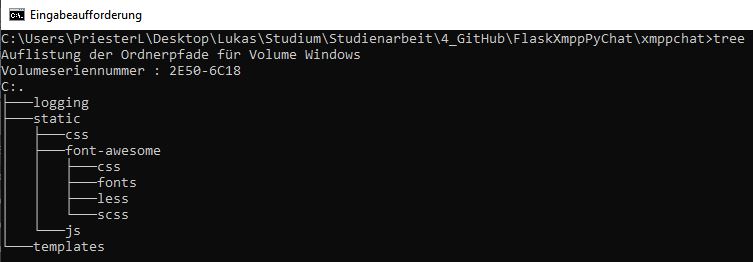 Eingabeaufforderung
C:\Users\PriesterL\Desktop\Lukas\Studium\Studienarbeit\4_GitHub\FlaskXmppPyChat\xmppchat>tree
Auflistung der Ordnerpfade für Volume Windows
Volumeseriennummer : 2E50-6C18
C:.
├───logging
├───static
│   ├───css
│   ├───font-awesome
│   │   ├───css
│   │   ├───fonts
│   │   ├───less
│   │   └───scss
│   └───js
└───templates